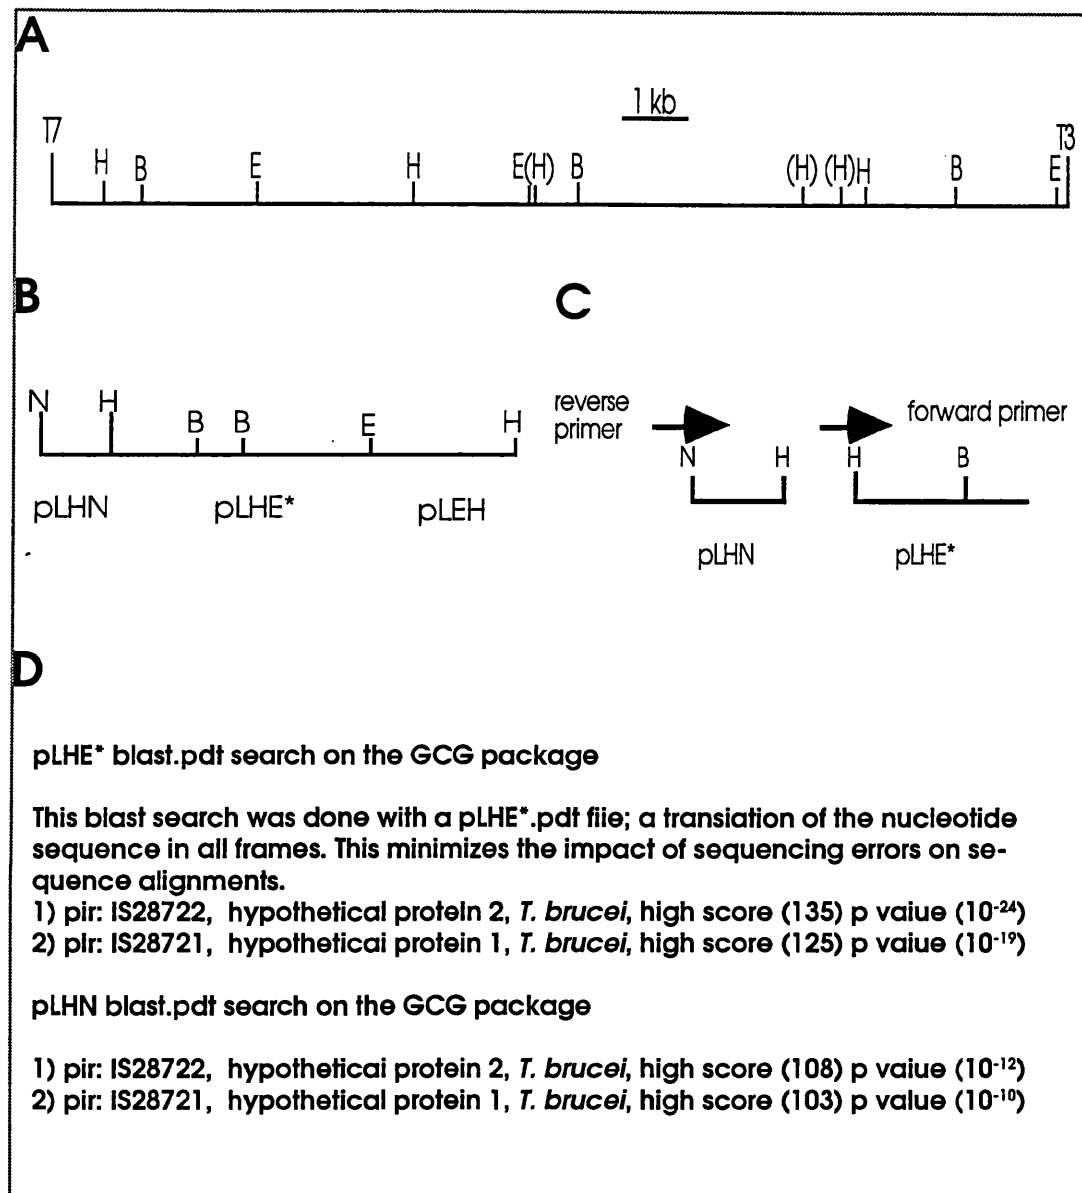 A
1 kb
T7 H B E H E(H) B (H) (H) H B E T3
B
C
N H B B E H
pLHN pLHE* pLEH
reverse
primer
forward primer
N H H B
pLHN pLHE*
D
pLHE* blast.pdt search on the GCG package
This blast search was done with a pLHE*.pdt file; a translation of the nucleotide
sequence in all frames. This minimizes the impact of sequencing errors on se-
quence alignments.
1) pir: IS28722, hypothetical protein 2, T. brucei, high score (135) p value (10⁻²⁴)
2) pir: IS28721, hypothetical protein 1, T. brucei, high score (125) p value (10⁻¹⁹)
pLHN blast.pdt search on the GCG package
1) pir: IS28722, hypothetical protein 2, T. brucei, high score (108) p value (10⁻¹²)
2) pir: IS28721, hypothetical protein 1, T. brucei, high score (103) p value (10⁻¹⁰)